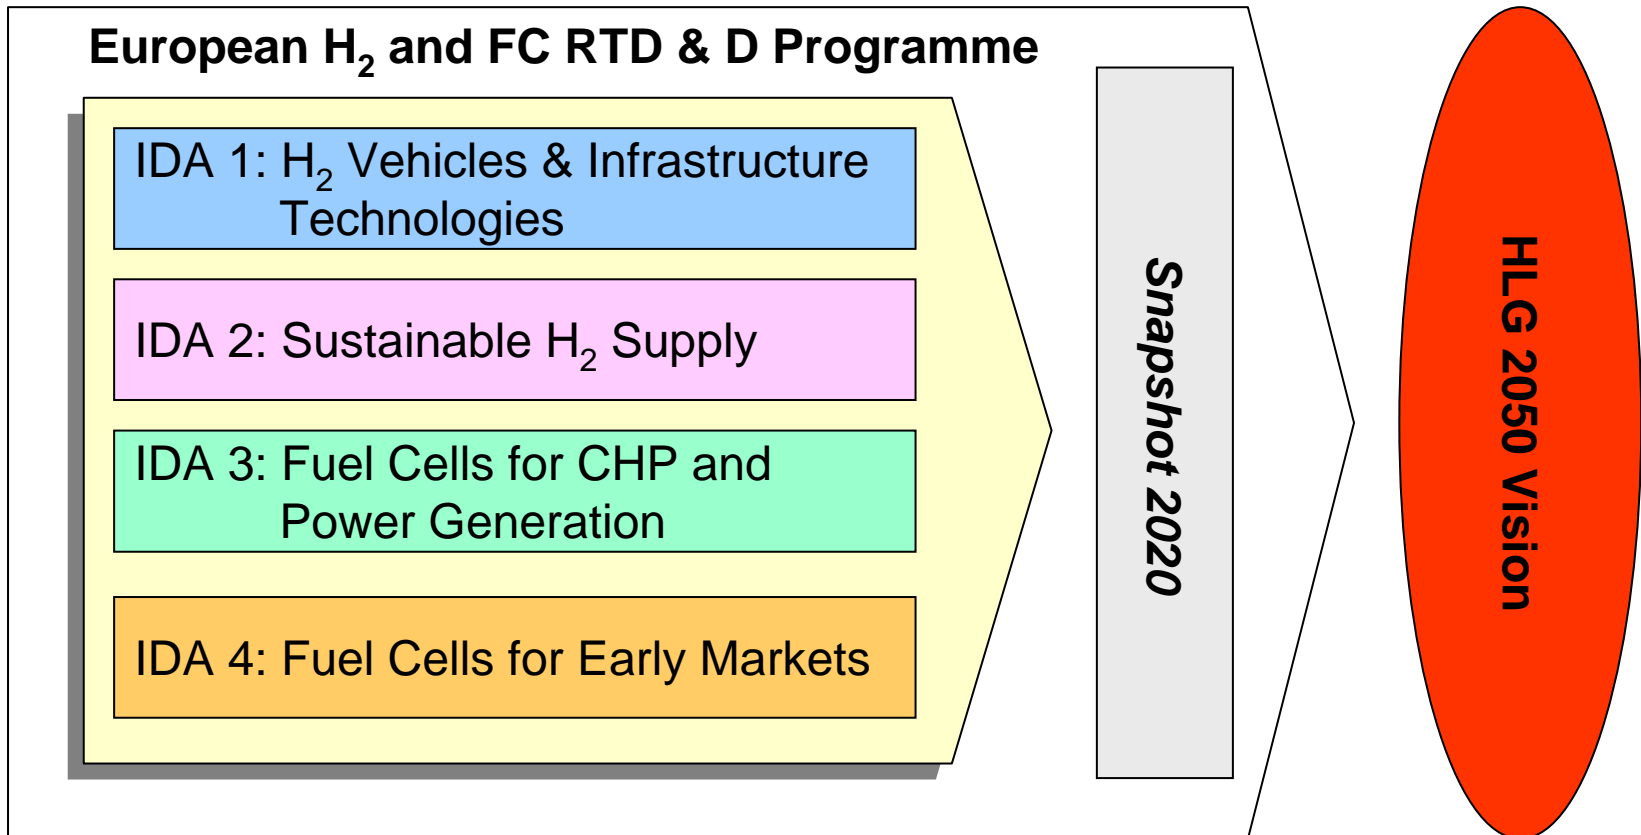 European H₂ and FC RTD & D Programme
IDA 1: H₂ Vehicles & Infrastructure
Technologies
IDA 2: Sustainable H₂ Supply
IDA 3: Fuel Cells for CHP and
Power Generation
IDA 4: Fuel Cells for Early Markets
Snapshot 2020
HLG 2050 Vision